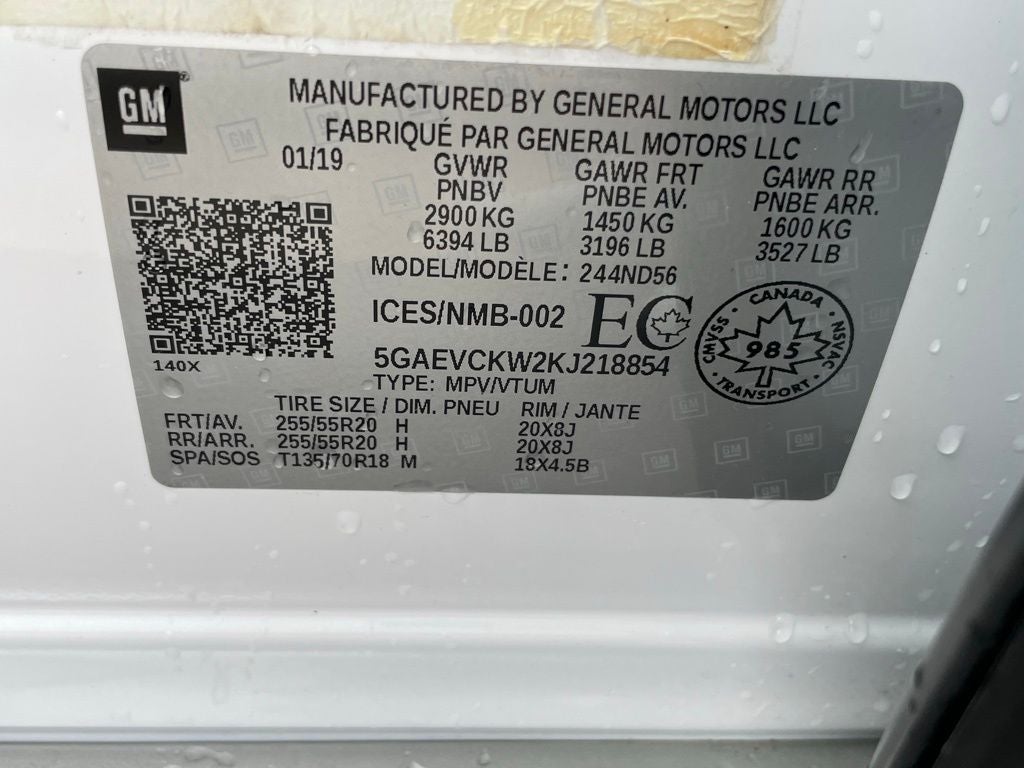 GM
MANUFACTURED BY GENERAL MOTORS LLC
FABRIQUÉ PAR GENERAL MOTORS LLC
01/19 GVWR GAWR FRT GAWR RR
PNBV PNBE AV. PNBE ARR.
2900 KG 1450 KG 1600 KG
6394 LB 3196 LB 3527 LB
MODEL/MODÈLE: 244ND56
ICES/NMB-002 EC
CANADA
CMVSS · 985 · NSVAC
TRANSPORT
140X
5GAEVCKW2KJ218854
TYPE: MPV/VTUM
TIRE SIZE / DIM. PNEU RIM / JANTE
FRT/AV. 255/55R20 H 20X8J
RR/ARR. 255/55R20 H 20X8J
SPA/SOS T135/70R18 M 18X4.5B